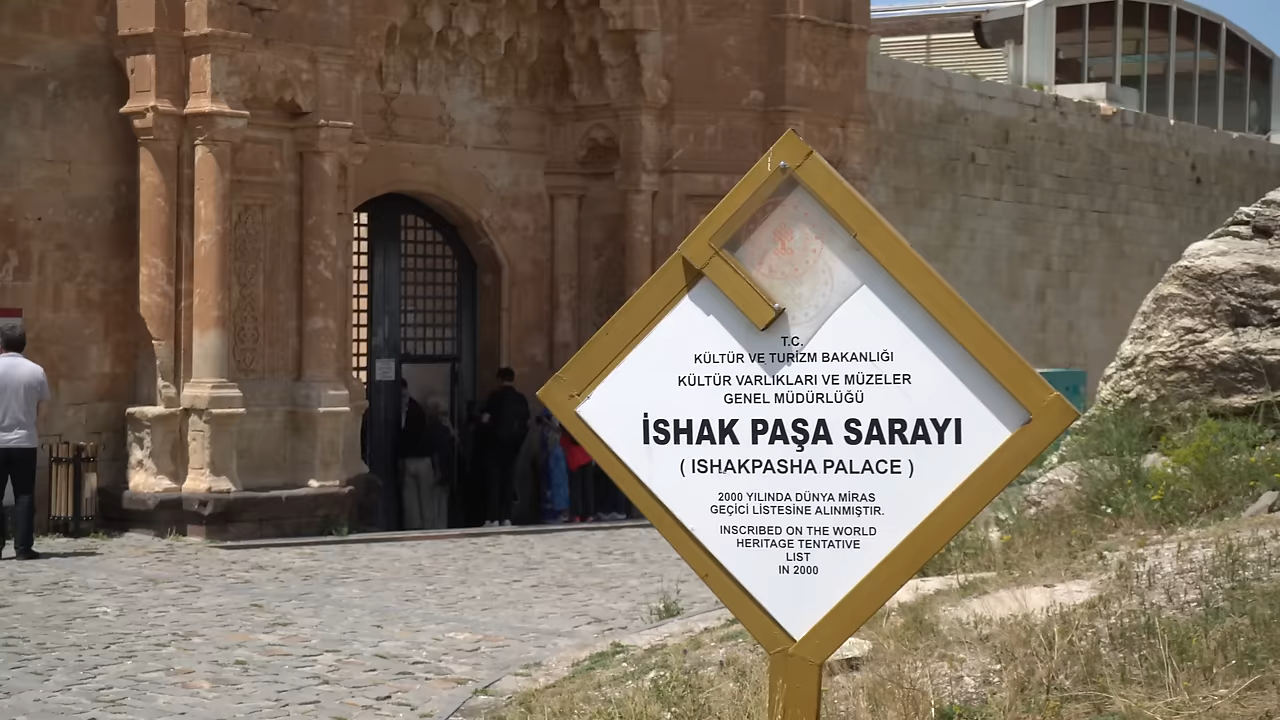 T.C.
KÜLTÜR VE TURİZM BAKANLIĞI
KÜLTÜR VARLIKLARI VE MÜZELER
GENEL MÜDÜRLÜĞÜ
İSHAK PAŞA SARAYI
( ISHAKPASHA PALACE )
2000 YILINDA DÜNYA MİRAS
GEÇİCİ LİSTESİNE ALINMIŞTIR.
INSCRIBED ON THE WORLD
HERITAGE TENTATIVE
LIST
IN 2000